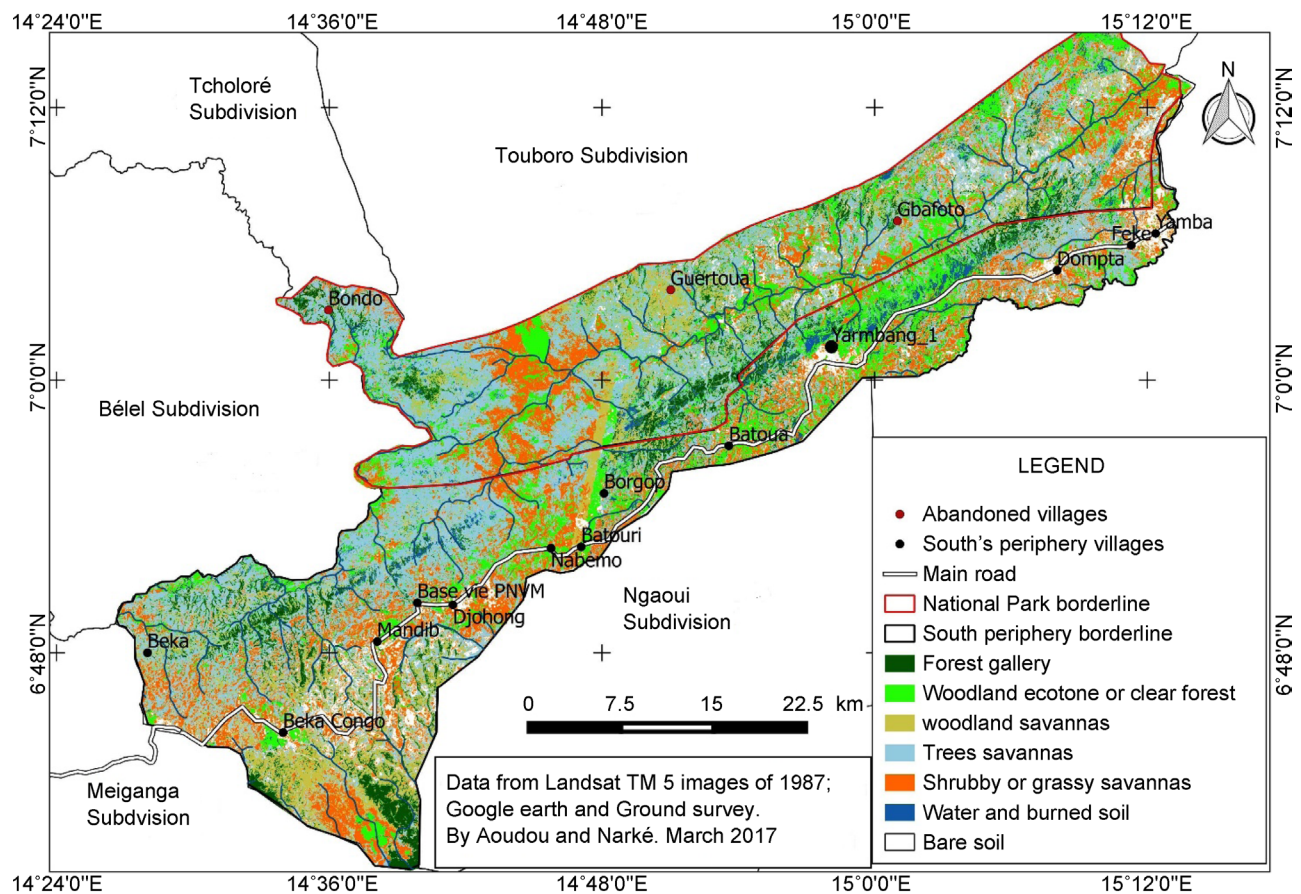 14°24'0"E
14°36'0"E
14°48'0"E
15°00'0"E
15°12'0"E
N
7°12'0"N
7°12'0"N
Tcholoré
Subdivision
Touboro Subdivision
Gbafoto
Yamba
Feke
Dompta
Guertoua
Bondo
Yarmbang_1
7°0'0"N
7°0'0"N
Bélel Subdivision
Batoua
Borgop
Batouri
Nabemo
Ngaoui
Subdivision
Base vie PNVM
Djohong
Mandib
Beka
6°48'0"N
6°48'0"N
Beka Congo
0 7.5 15 22.5 km
Meiganga
Subdivision
Data from Landsat TM 5 images of 1987;
Google earth and Ground survey.
By Aoudou and Narké. March 2017
LEGEND
Abandoned villages
South's periphery villages
Main road
National Park borderline
South periphery borderline
Forest gallery
Woodland ecotone or clear forest
woodland savannas
Trees savannas
Shrubby or grassy savannas
Water and burned soil
Bare soil
14°24'0"E
14°36'0"E
14°48'0"E
15°00'0"E
15°12'0"E